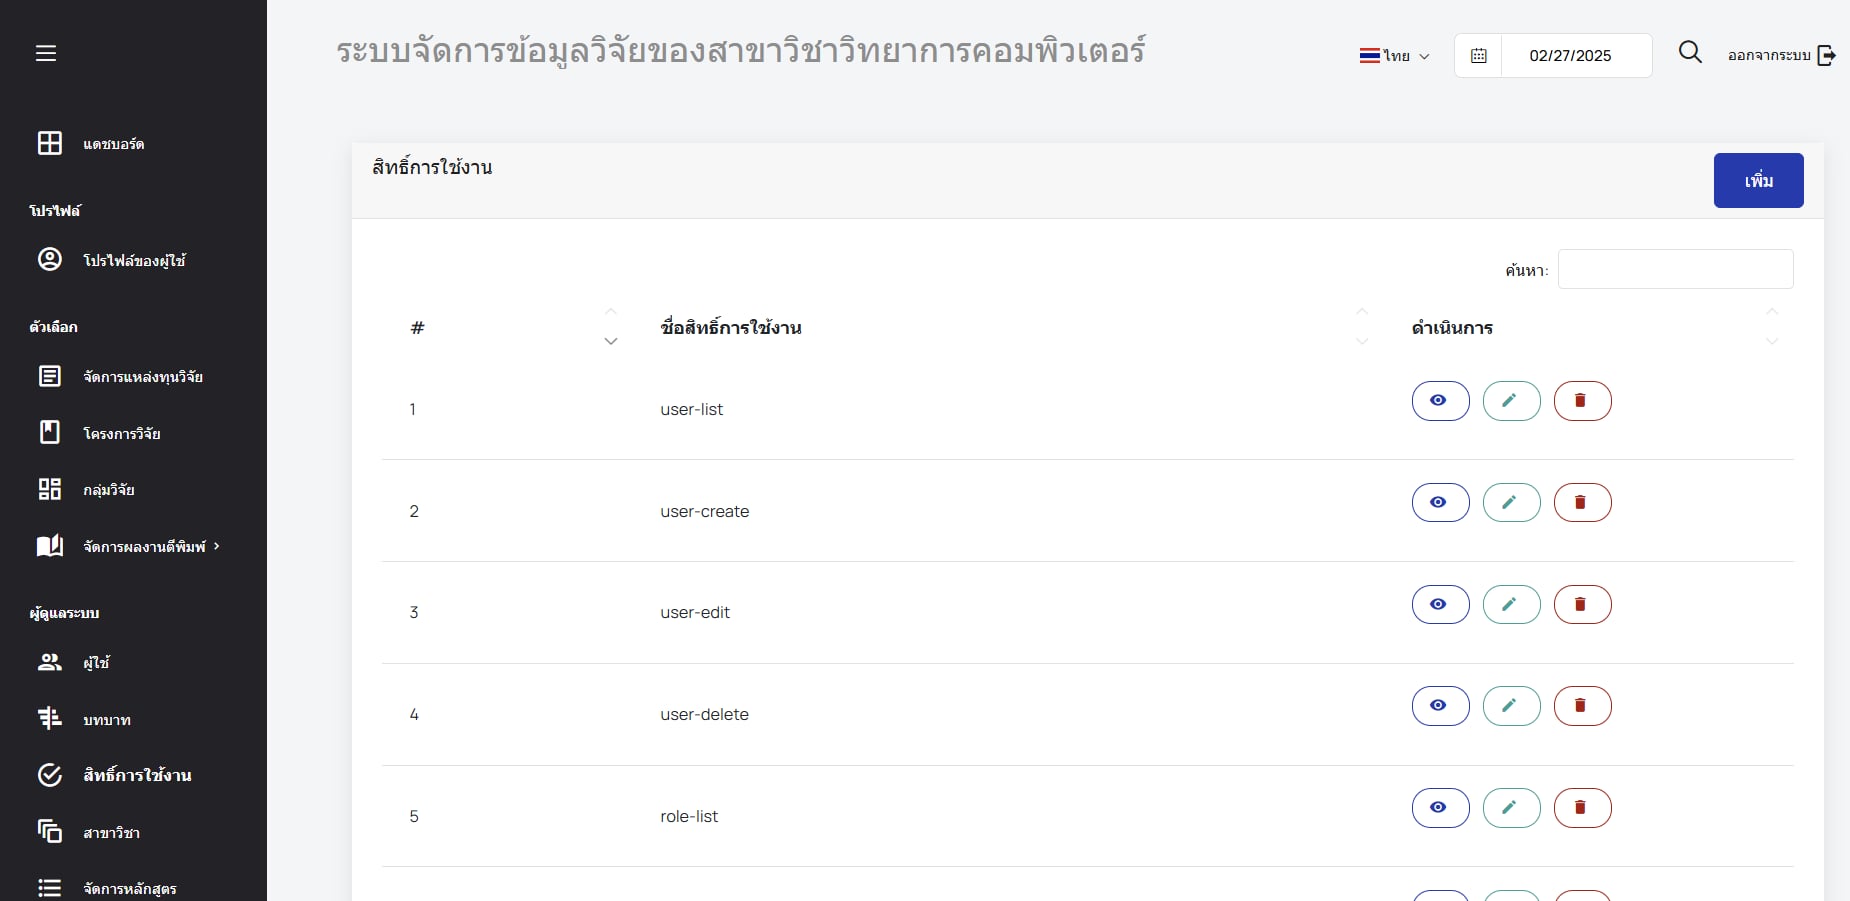 ระบบจัดการข้อมูลวิจัยของสาขาวิชาวิทยาการคอมพิวเตอร์
ไทย
02/27/2025
ออกจากระบบ
แดชบอร์ด
โปรไฟล์
โปรไฟล์ของผู้ใช้
ตัวเลือก
จัดการแหล่งทุนวิจัย
โครงการวิจัย
กลุ่มวิจัย
จัดการผลงานตีพิมพ์
ผู้ดูแลระบบ
ผู้ใช้
บทบาท
สิทธิ์การใช้งาน
สาขาวิชา
จัดการหลักสูตร
สิทธิ์การใช้งาน
เพิ่ม
ค้นหา:
# ชื่อสิทธิ์การใช้งาน ดำเนินการ
1 user-list
2 user-create
3 user-edit
4 user-delete
5 role-list